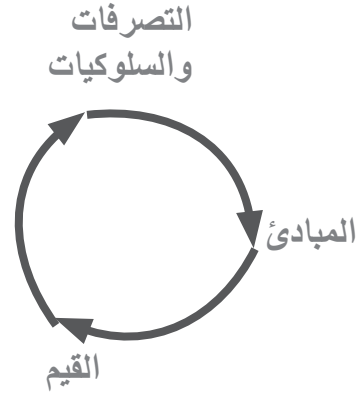 التصرفات
والسلوكيات
المبادئ
القيم